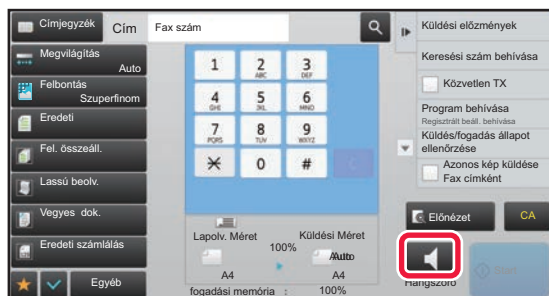 Címjegyzék
Cím
Fax szám
Megvilágítás
Auto
Felbontás
Szuperfinom
Eredeti
Fel. összeáll.
Lassú beolv.
Vegyes dok.
Eredeti számlálás
Egyéb
1
2
ABC
3
DEF
4
GHI
5
JKL
6
MNO
7
PQRS
8
TUV
9
WXYZ
0
#
Lapolv. Méret
100%
Küldési Méret
Auto
A4
A4
fogadási memória : 100%
Küldési előzmények
Keresési szám behívása
Közvetlen TX
Program behívása
Regisztrált beáll. behívása
Küldés/fogadás állapot
ellenőrzése
Azonos kép küldése
Fax címként
Előnézet
CA
Hangszóró
Start